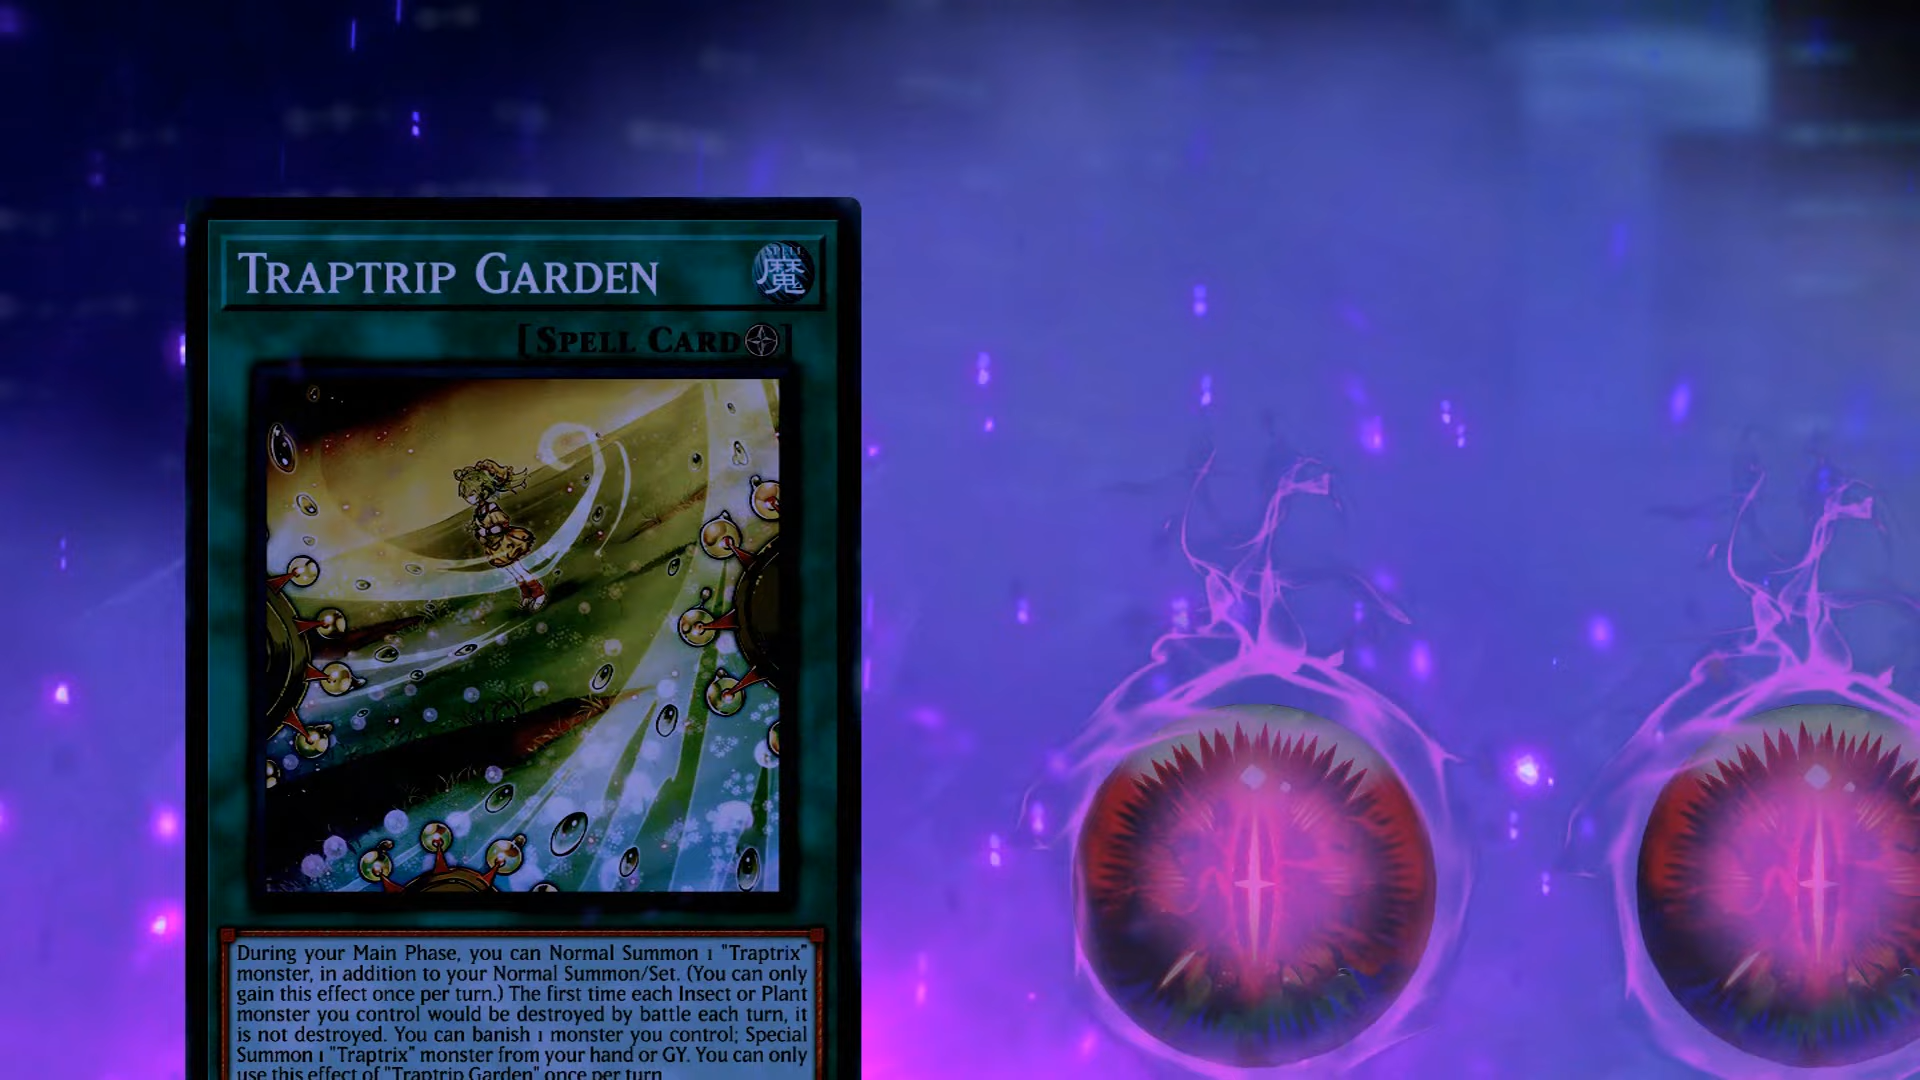 TRAPTRIP GARDEN
SPELL
魔
[SPELL CARD]
During your Main Phase, you can Normal Summon 1 "Traptrix"
monster, in addition to your Normal Summon/Set. (You can only
gain this effect once per turn.) The first time each Insect or Plant
monster you control would be destroyed by battle each turn, it
is not destroyed. You can banish 1 monster you control; Special
Summon 1 "Traptrix" monster from your hand or GY. You can only
use this effect of "Traptrip Garden" once per turn.